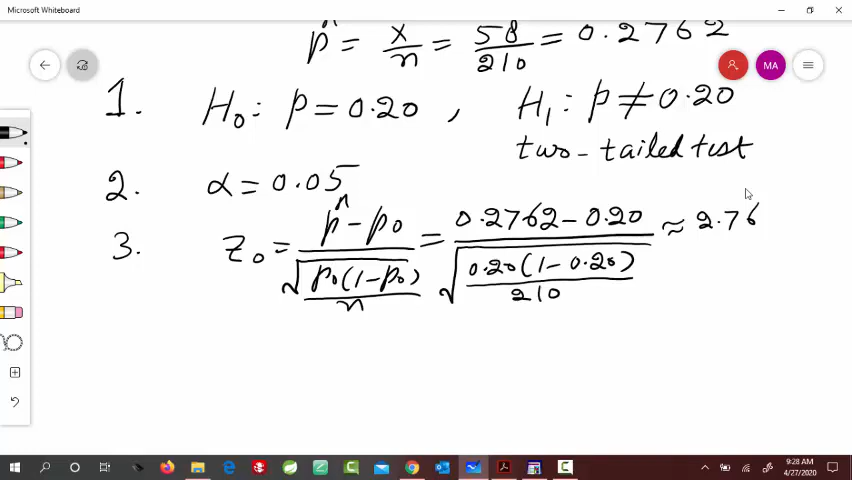 Microsoft Whiteboard
p̂ = x/n = 58/210 = 0.2762
MA
1. H₀: p = 0.20 , H₁: p ≠ 0.20
two-tailed test
2. α = 0.05
3. z₀ = (p̂ - p₀)/√(p₀(1-p₀)/n) = (0.2762 - 0.20)/√(0.20(1-0.20)/210) ≈ 2.76
9:28 AM
4/27/2020